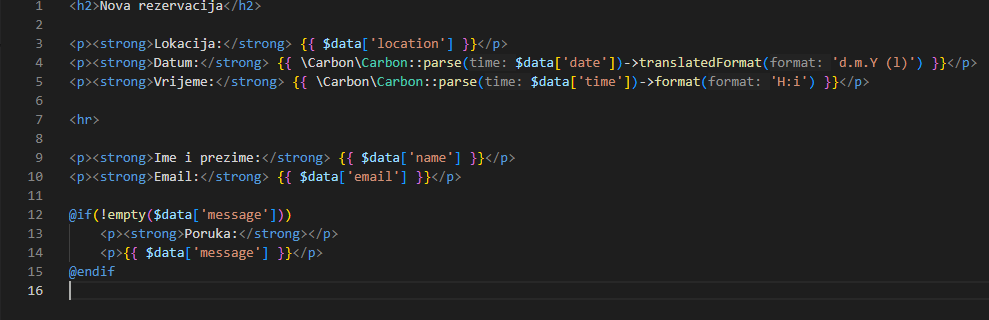 1 <h2>Nova rezervacija</h2>
2
3 <p><strong>Lokacija:</strong> {{ $data['location'] }}</p>
4 <p><strong>Datum:</strong> {{ \Carbon\Carbon::parse(time: $data['date'])->translatedFormat(format: 'd.m.Y (l)') }}</p>
5 <p><strong>Vrijeme:</strong> {{ \Carbon\Carbon::parse(time: $data['time'])->format(format: 'H:i') }}</p>
6
7 <hr>
8
9 <p><strong>Ime i prezime:</strong> {{ $data['name'] }}</p>
10 <p><strong>Email:</strong> {{ $data['email'] }}</p>
11
12 @if(!empty($data['message']))
13     <p><strong>Poruka:</strong></p>
14     <p>{{ $data['message'] }}</p>
15 @endif
16